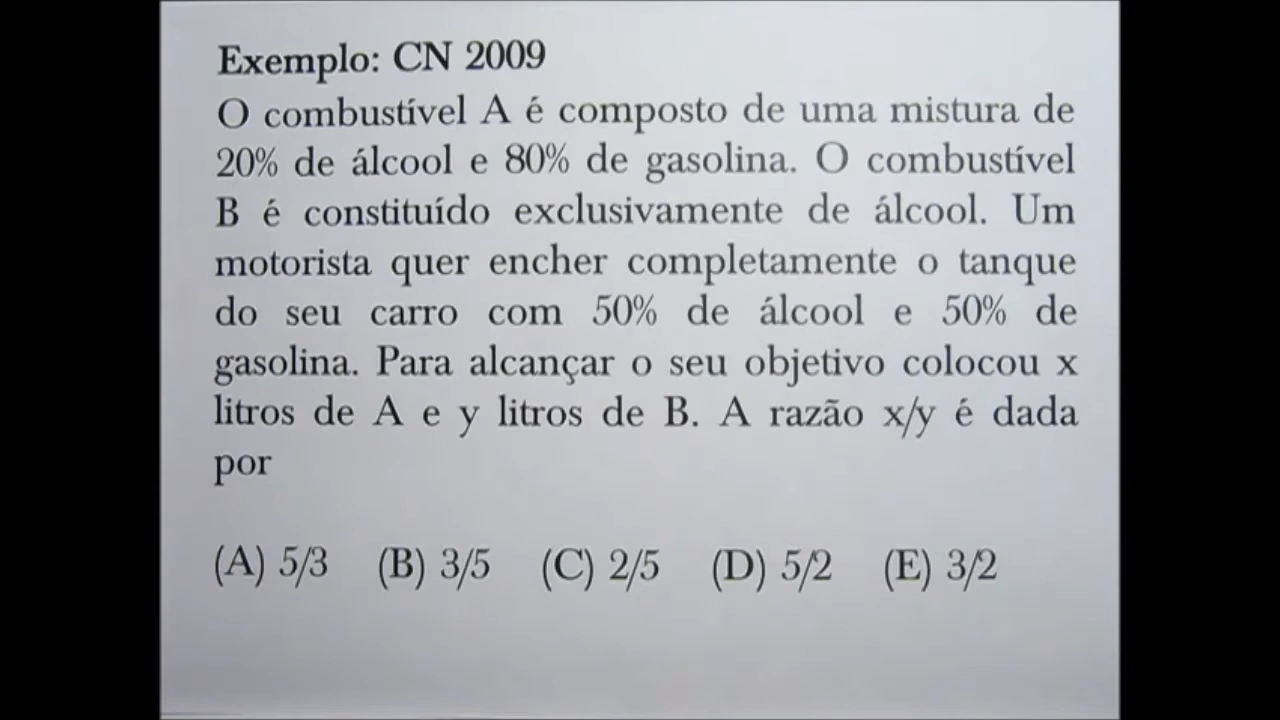 Exemplo: CN 2009
O combustível A é composto de uma mistura de
20% de álcool e 80% de gasolina. O combustível
B é constituído exclusivamente de álcool. Um
motorista quer encher completamente o tanque
do seu carro com 50% de álcool e 50% de
gasolina. Para alcançar o seu objetivo colocou x
litros de A e y litros de B. A razão x/y é dada
por
(A) 5/3 (B) 3/5 (C) 2/5 (D) 5/2 (E) 3/2